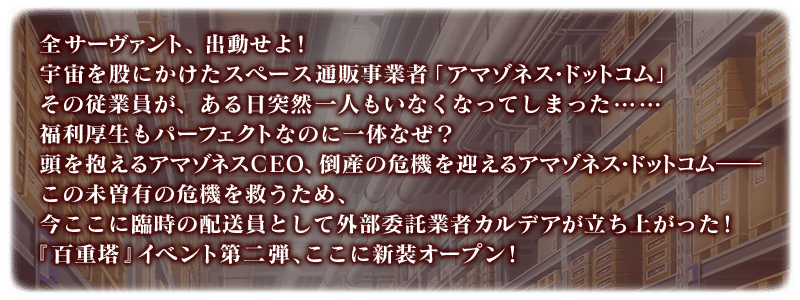 全サーヴァント、出動せよ！
宇宙を股にかけたスペース通販事業者「アマゾネス・ドットコム」
その従業員が、ある日突然一人もいなくなってしまった……
福利厚生もパーフェクトなのに一体なぜ？
頭を抱えるアマゾネスCEO、倒産の危機を迎えるアマゾネス・ドットコム――
この未曽有の危機を救うため、
今ここに臨時の配送員として外部委託業者カルデアが立ち上がった！
『百重塔』イベント第二弾、ここに新装オープン！